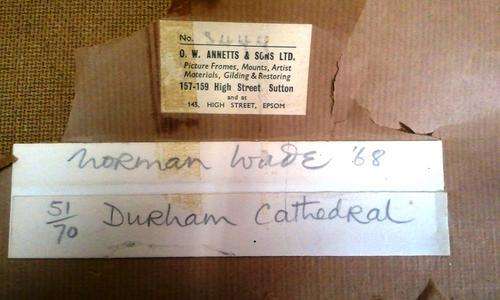 No.
O. W. ANNETTS & SONS LTD.
Picture Frames, Mounts, Artist
Materials, Gilding & Restoring
157-159 High Street Sutton
and at
145, HIGH STREET, EPSOM
Norman Wade '68
51/70 Durham Cathedral